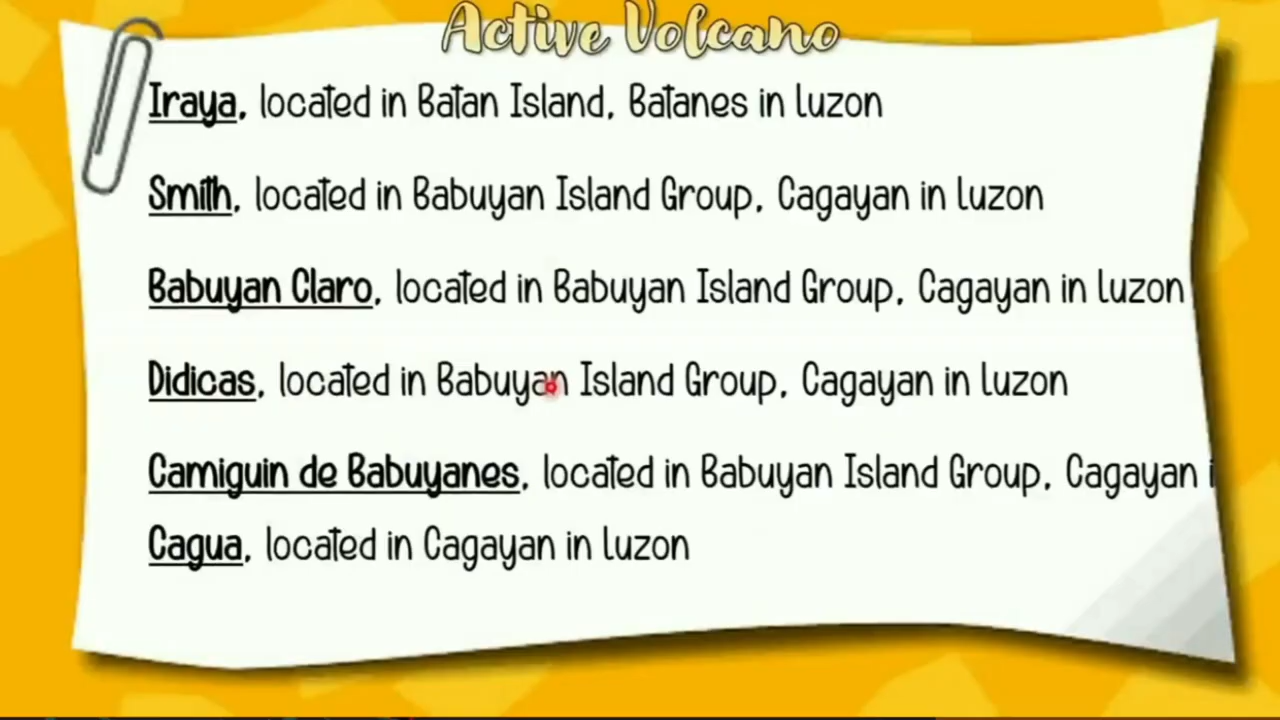 Active Volcano
Iraya, located in Batan Island, Batanes in Luzon
Smith, located in Babuyan Island Group, Cagayan in Luzon
Babuyan Claro, located in Babuyan Island Group, Cagayan in Luzon
Didicas, located in Babuyan Island Group, Cagayan in Luzon
Camiguin de Babuyanes, located in Babuyan Island Group, Cagayan
Cagua, located in Cagayan in Luzon